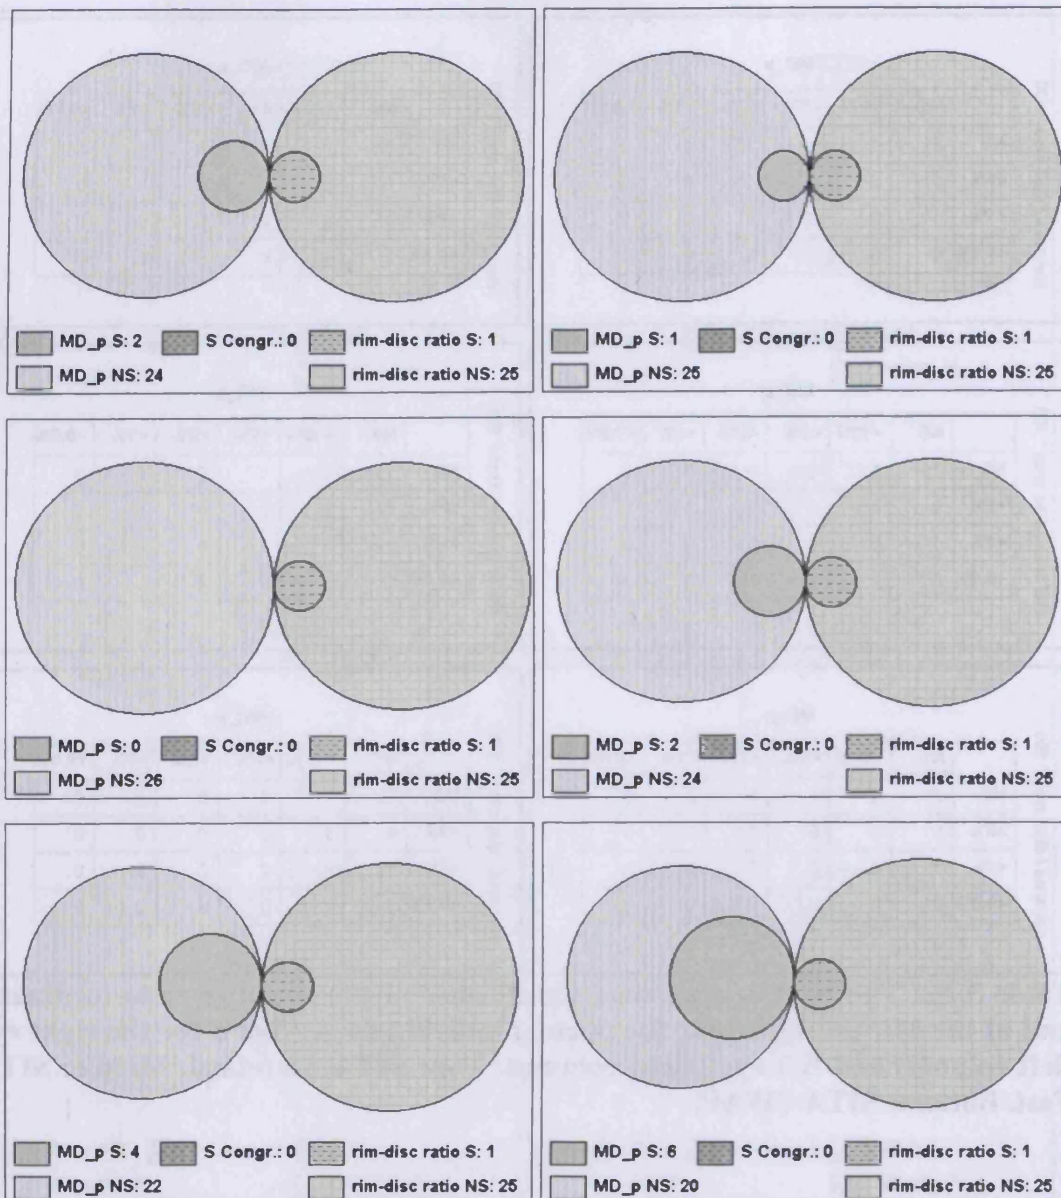 MD_p S: 2 S Congr.: 0 rim-disc ratio S: 1
MD_p NS: 24 rim-disc ratio NS: 25
MD_p S: 1 S Congr.: 0 rim-disc ratio S: 1
MD_p NS: 25 rim-disc ratio NS: 25
MD_p S: 0 S Congr.: 0 rim-disc ratio S: 1
MD_p NS: 26 rim-disc ratio NS: 25
MD_p S: 2 S Congr.: 0 rim-disc ratio S: 1
MD_p NS: 24 rim-disc ratio NS: 25
MD_p S: 4 S Congr.: 0 rim-disc ratio S: 1
MD_p NS: 22 rim-disc ratio NS: 25
MD_p S: 6 S Congr.: 0 rim-disc ratio S: 1
MD_p NS: 20 rim-disc ratio NS: 25